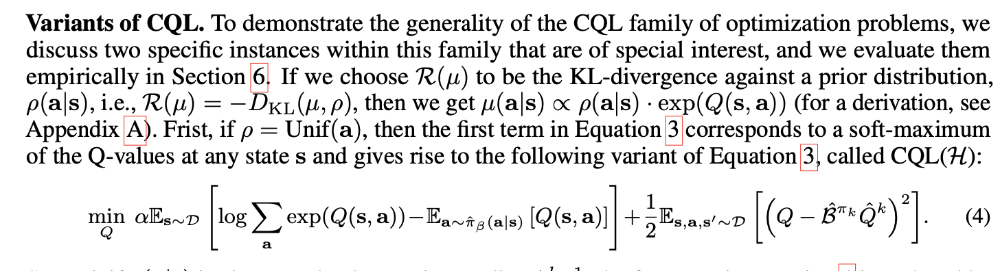 Variants of CQL. To demonstrate the generality of the CQL family of optimization problems, we
discuss two specific instances within this family that are of special interest, and we evaluate them
empirically in Section 6. If we choose R(μ) to be the KL-divergence against a prior distribution,
ρ(a|s), i.e., R(μ) = −D_KL(μ, ρ), then we get μ(a|s) ∝ ρ(a|s) · exp(Q(s, a)) (for a derivation, see
Appendix A). Frist, if ρ = Unif(a), then the first term in Equation 3 corresponds to a soft-maximum
of the Q-values at any state s and gives rise to the following variant of Equation 3, called CQL(H):
min_Q α𝔼_{s∼D} [log ∑_a exp(Q(s, a)) − 𝔼_{a∼π̂_β(a|s)} [Q(s, a)]] + 1/2 𝔼_{s,a,s′∼D} [(Q − B̂^{π_k} Q̂^k)^2]. (4)